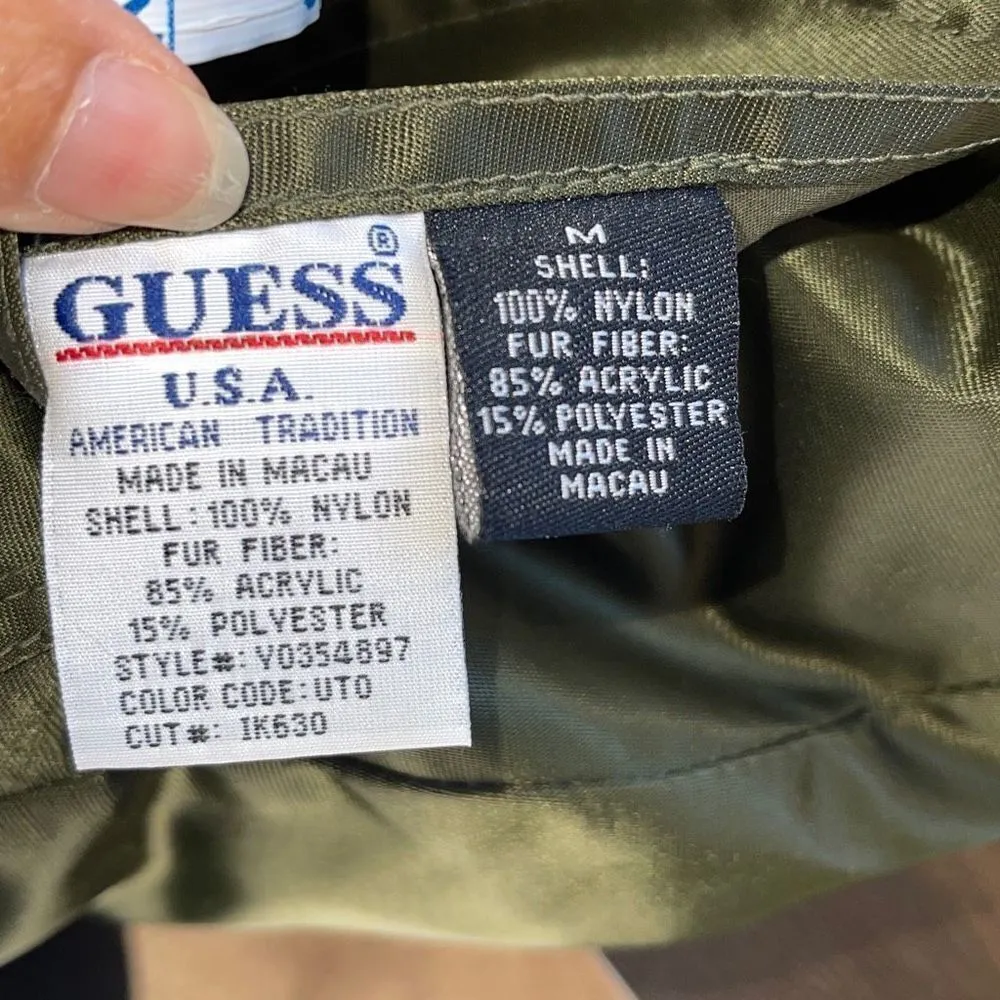 GUESS®
U.S.A.
AMERICAN TRADITION
MADE IN MACAU
SHELL: 100% NYLON
FUR FIBER:
85% ACRYLIC
15% POLYESTER
STYLE#: Y0354897
COLOR CODE: UTO
CUT#: 1K630
M
SHELL:
100% NYLON
FUR FIBER:
85% ACRYLIC
15% POLYESTER
MADE IN
MACAU